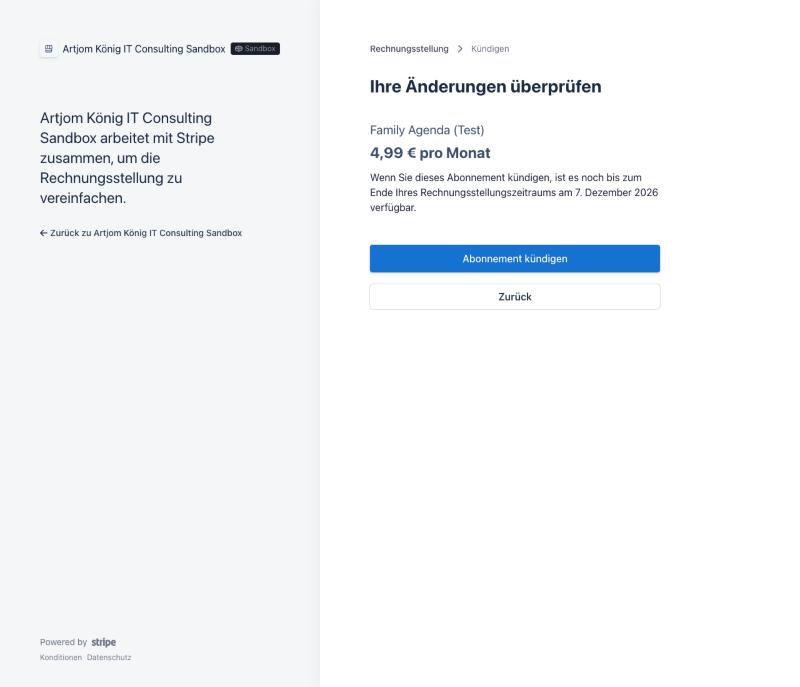 Artjom König IT Consulting Sandbox Sandbox
Artjom König IT Consulting
Sandbox arbeitet mit Stripe
zusammen, um die
Rechnungsstellung zu
vereinfachen.
← Zurück zu Artjom König IT Consulting Sandbox
Powered by stripe
Konditionen Datenschutz
Rechnungsstellung > Kündigen
Ihre Änderungen überprüfen
Family Agenda (Test)
4,99 € pro Monat
Wenn Sie dieses Abonnement kündigen, ist es noch bis zum
Ende Ihres Rechnungsstellungszeitraums am 7. Dezember 2026
verfügbar.
Abonnement kündigen
Zurück